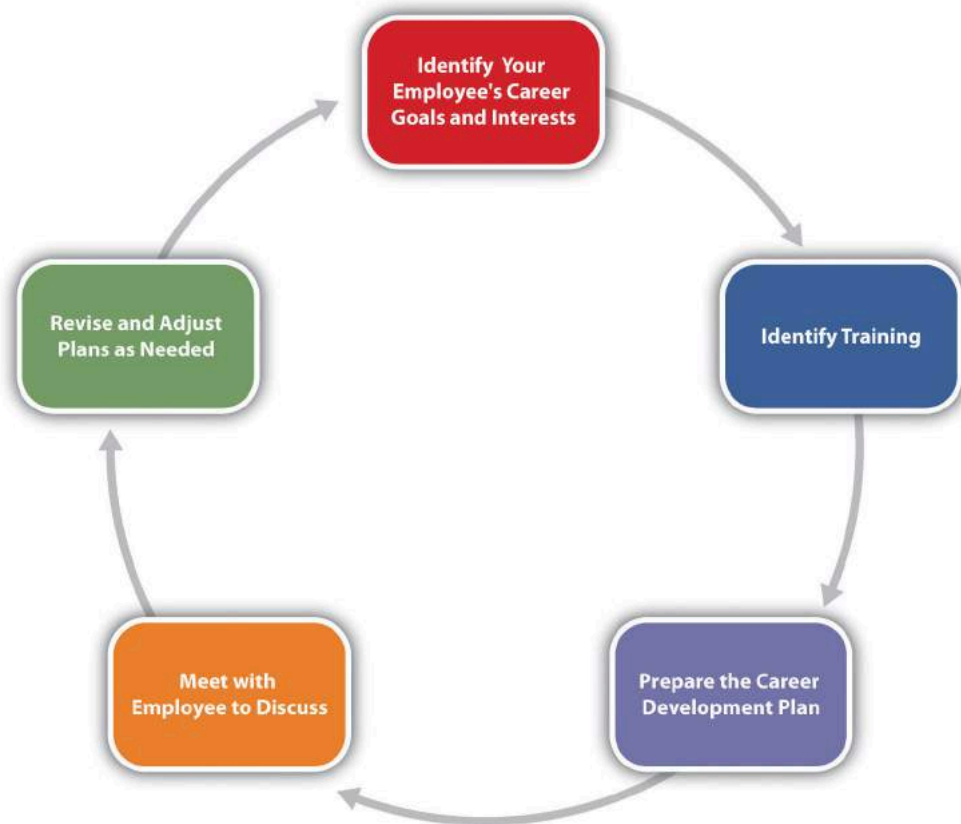 Identify Your
Employee's Career
Goals and Interests
Identify Training
Prepare the Career
Development Plan
Meet with
Employee to Discuss
Revise and Adjust
Plans as Needed